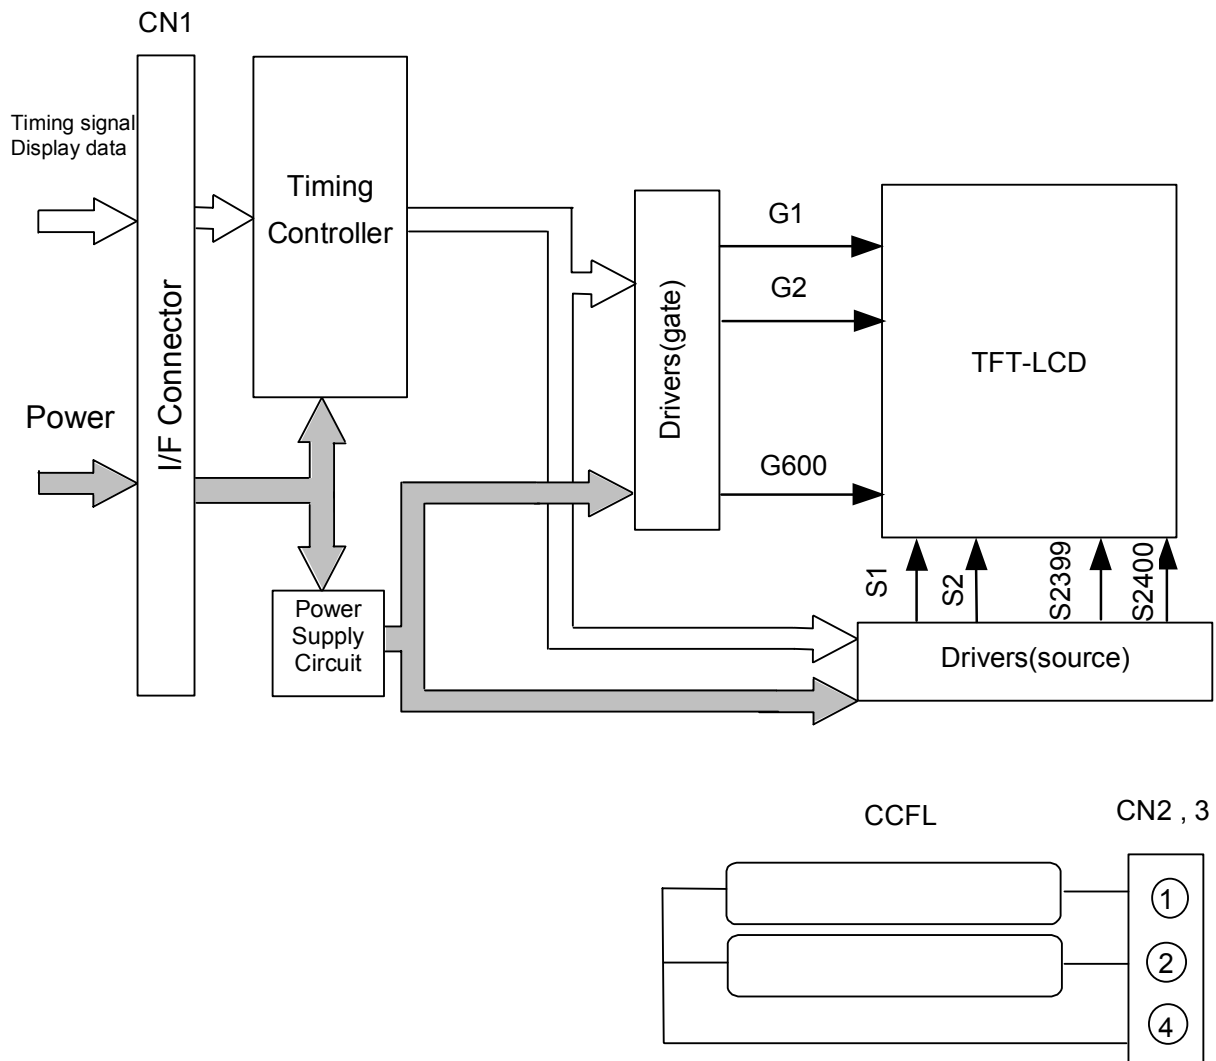 CN1
Timing signal
Display data
Power
I/F Connector
Timing
Controller
Power
Supply
Circuit
Drivers(gate)
G1
G2
G600
TFT-LCD
S1
S2
S2399
S2400
Drivers(source)
CCFL
CN2 , 3
1
2
4